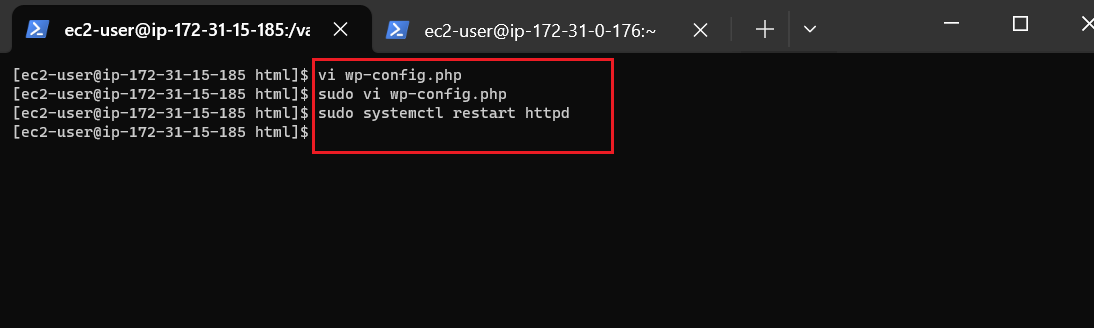 ec2-user@ip-172-31-15-185:/va
ec2-user@ip-172-31-0-176:~
[ec2-user@ip-172-31-15-185 html]$ vi wp-config.php
[ec2-user@ip-172-31-15-185 html]$ sudo vi wp-config.php
[ec2-user@ip-172-31-15-185 html]$ sudo systemctl restart httpd
[ec2-user@ip-172-31-15-185 html]$